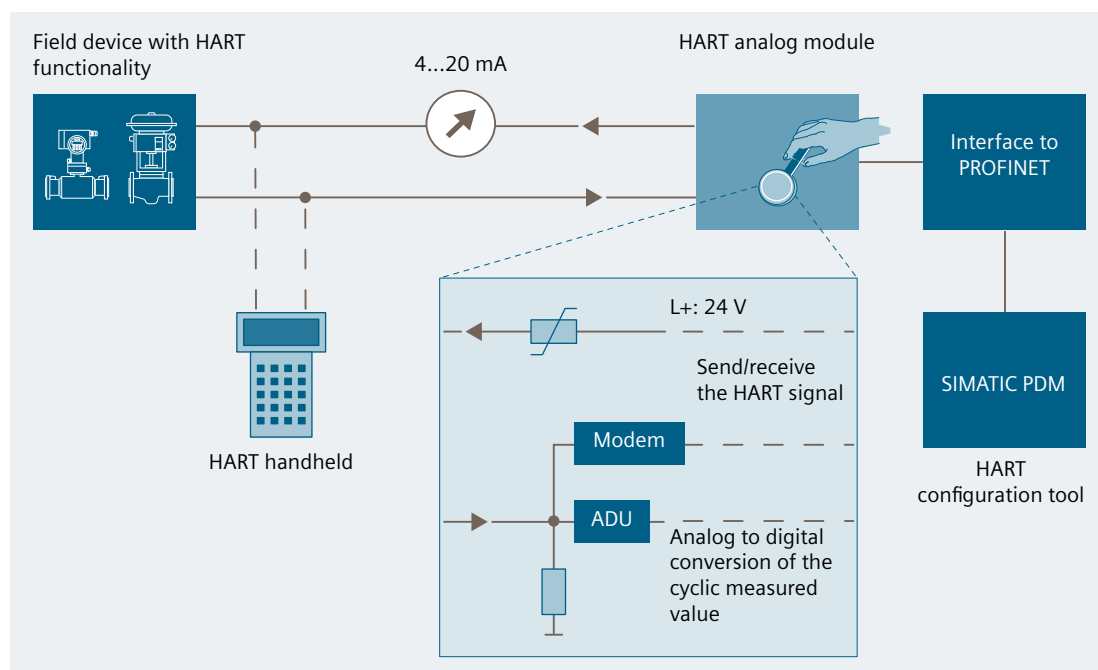 Field device with HART
functionality
4...20 mA
HART analog module
Interface to
PROFINET
L+: 24 V
Send/receive
the HART signal
SIMATIC PDM
Modem
HART handheld
HART
configuration tool
ADU
Analog to digital
conversion of the
cyclic measured
value